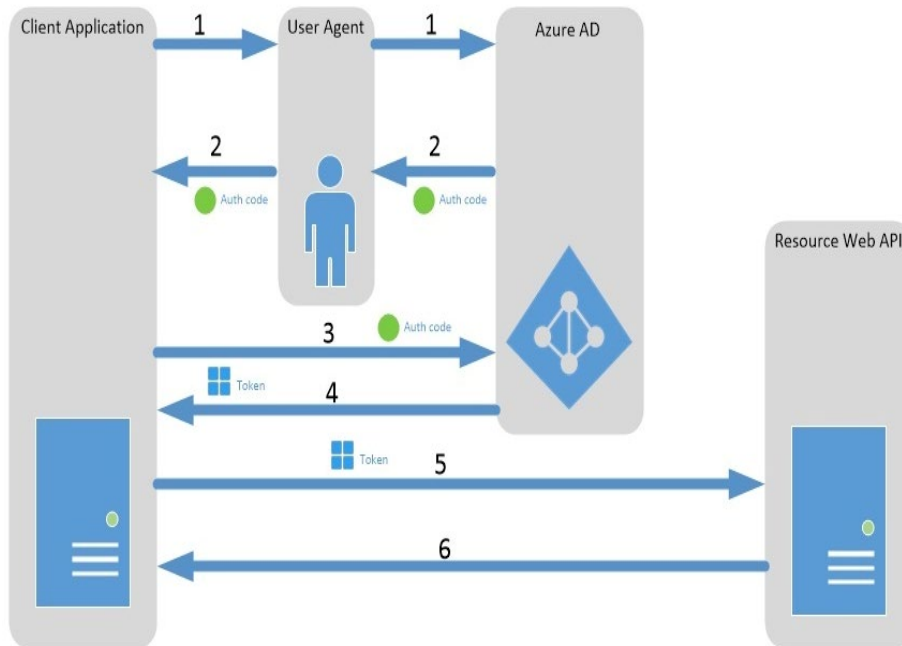 Client Application
1
User Agent
1
Azure AD
2
2
Auth code
Auth code
Resource Web API
3
Auth code
Token
4
Token
5
6